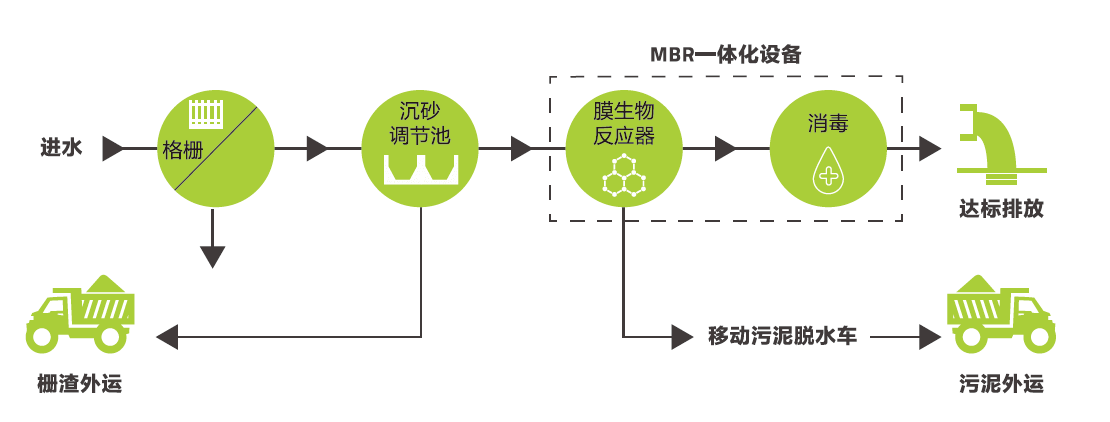 MBR一体化设备
进水
格栅
沉砂
调节池
膜生物
反应器
消毒
达标排放
栅渣外运
移动污泥脱水车
污泥外运